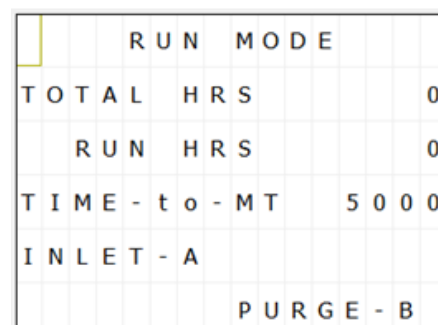 RUN MODE
TOTAL HRS 0
RUN HRS 0
TIME-to-MT 5000
INLET-A
PURGE-B